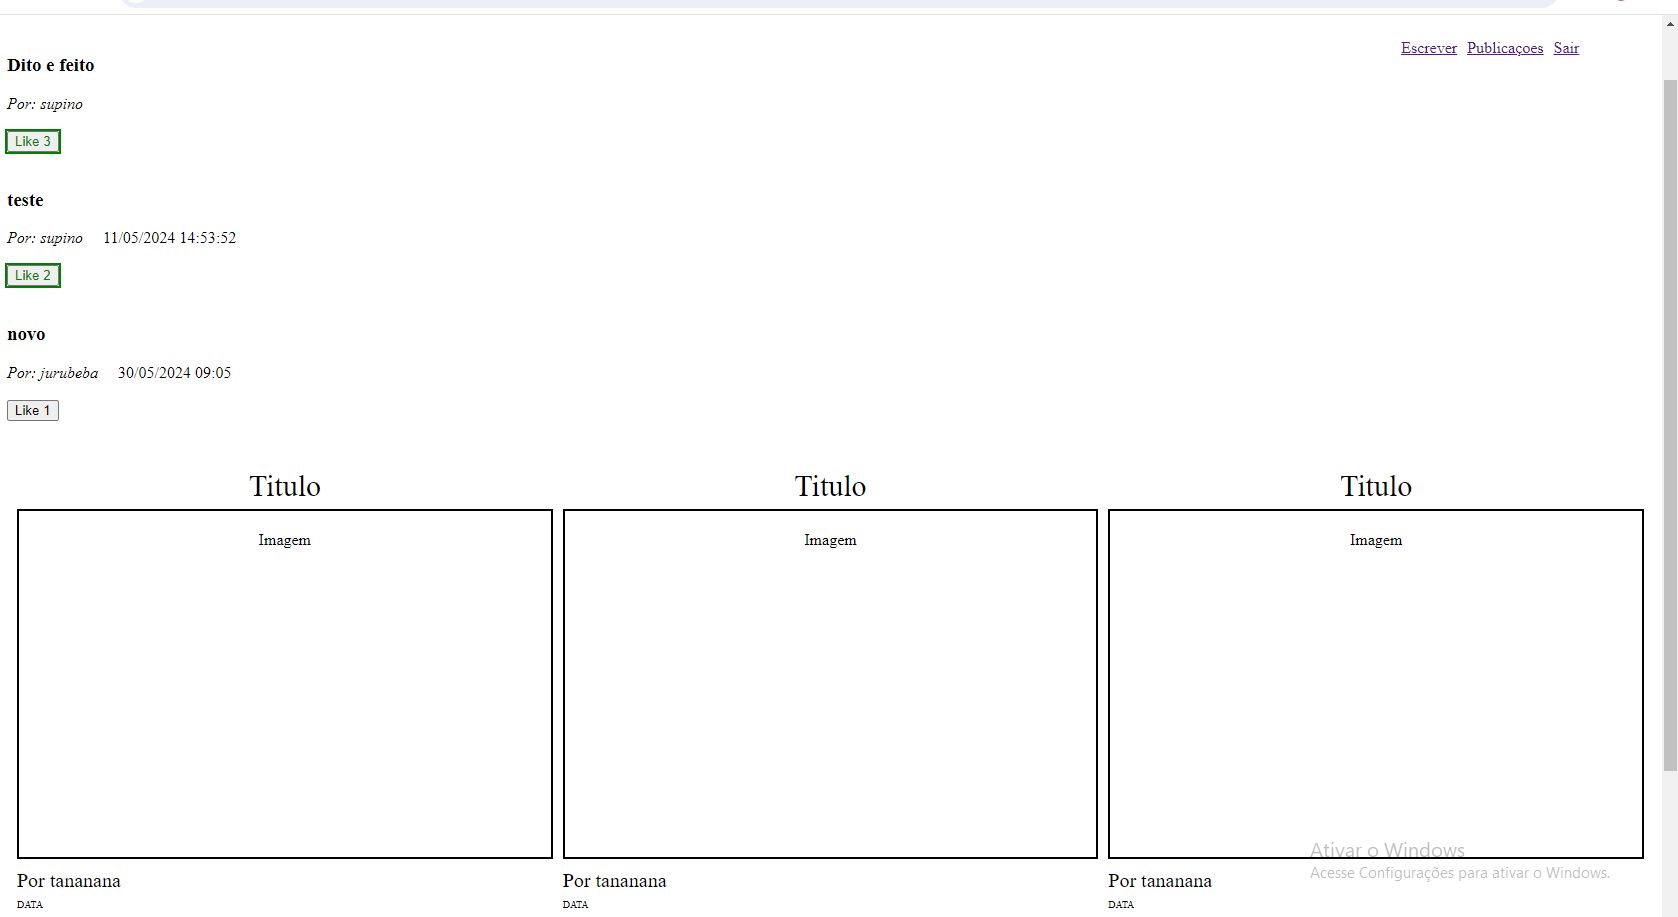 Escrever Publicaçoes Sair
Dito e feito
Por: supino
Like 3
teste
Por: supino 11/05/2024 14:53:52
Like 2
novo
Por: jurubeba 30/05/2024 09:05
Like 1
Titulo Titulo Titulo
Imagem Imagem Imagem
Ativar o Windows
Acesse Configurações para ativar o Windows.
Por tananana Por tananana Por tananana
DATA DATA DATA